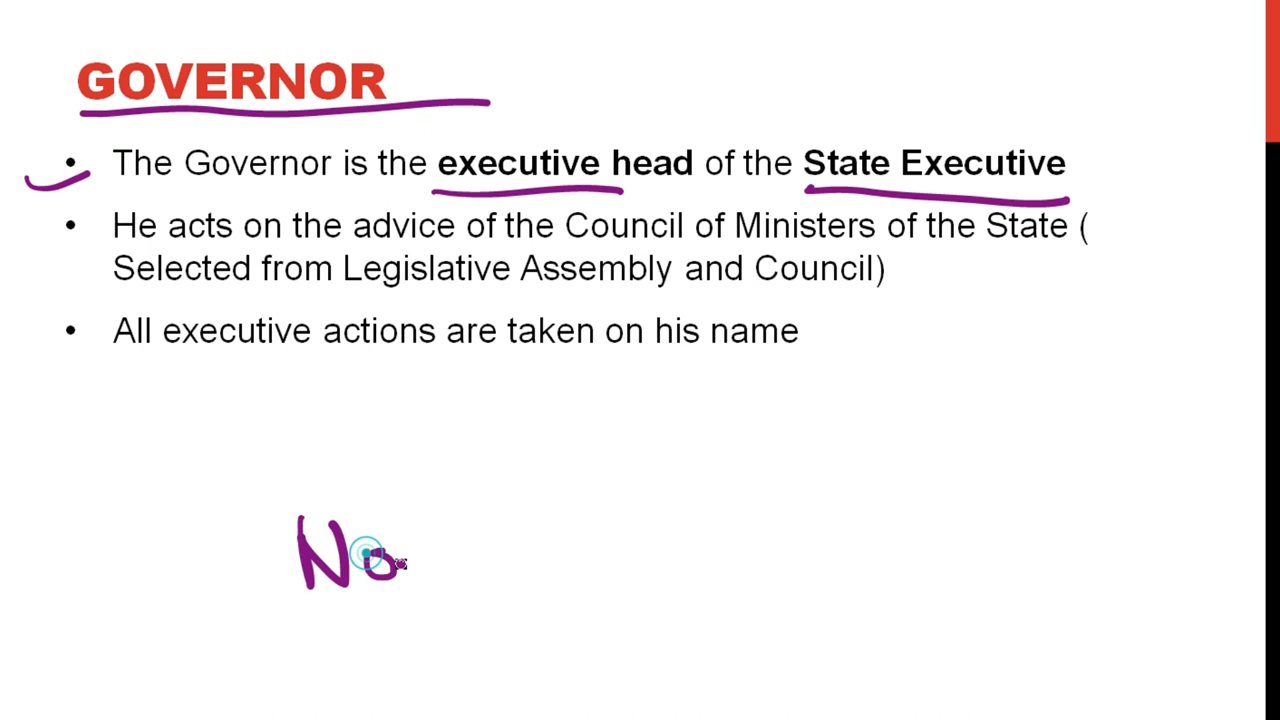 GOVERNOR
• The Governor is the executive head of the State Executive
• He acts on the advice of the Council of Ministers of the State (
Selected from Legislative Assembly and Council)
• All executive actions are taken on his name
No